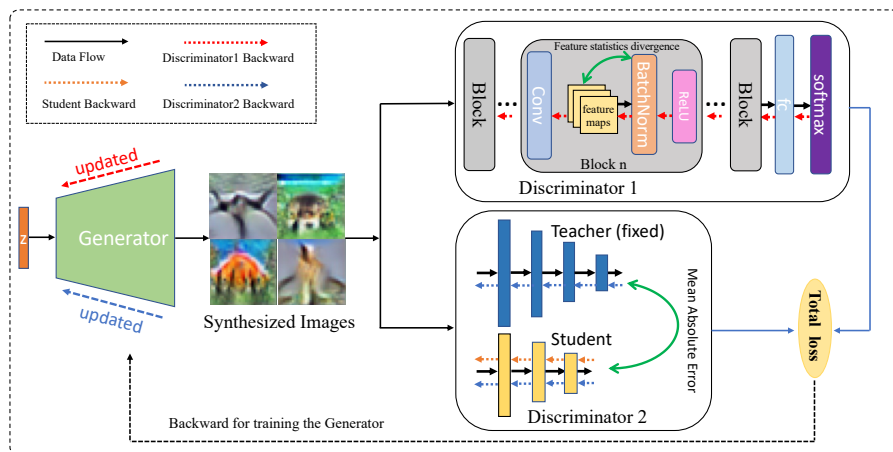 Data Flow
Discriminator1 Backward
Student Backward
Discriminator2 Backward
Feature statistics divergence
Block
Conv
feature
maps
BatchNorm
ReLU
Block n
Block
fc
softmax
Discriminator 1
updated
z
Generator
updated
Synthesized Images
Teacher (fixed)
Mean Absolute Error
Student
Discriminator 2
Total loss
Backward for training the Generator